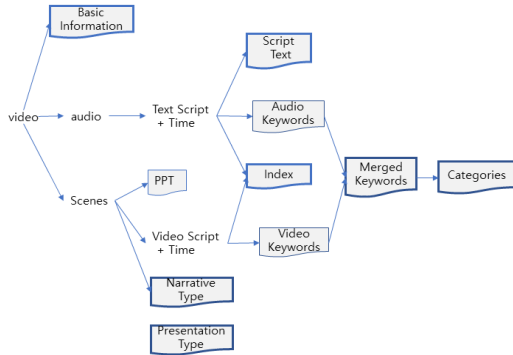 Basic
Information
video
audio
Text Script
+ Time
Script
Text
Audio
Keywords
Index
Merged
Keywords
Categories
Scenes
PPT
Video Script
+ Time
Video
Keywords
Narrative
Type
Presentation
Type